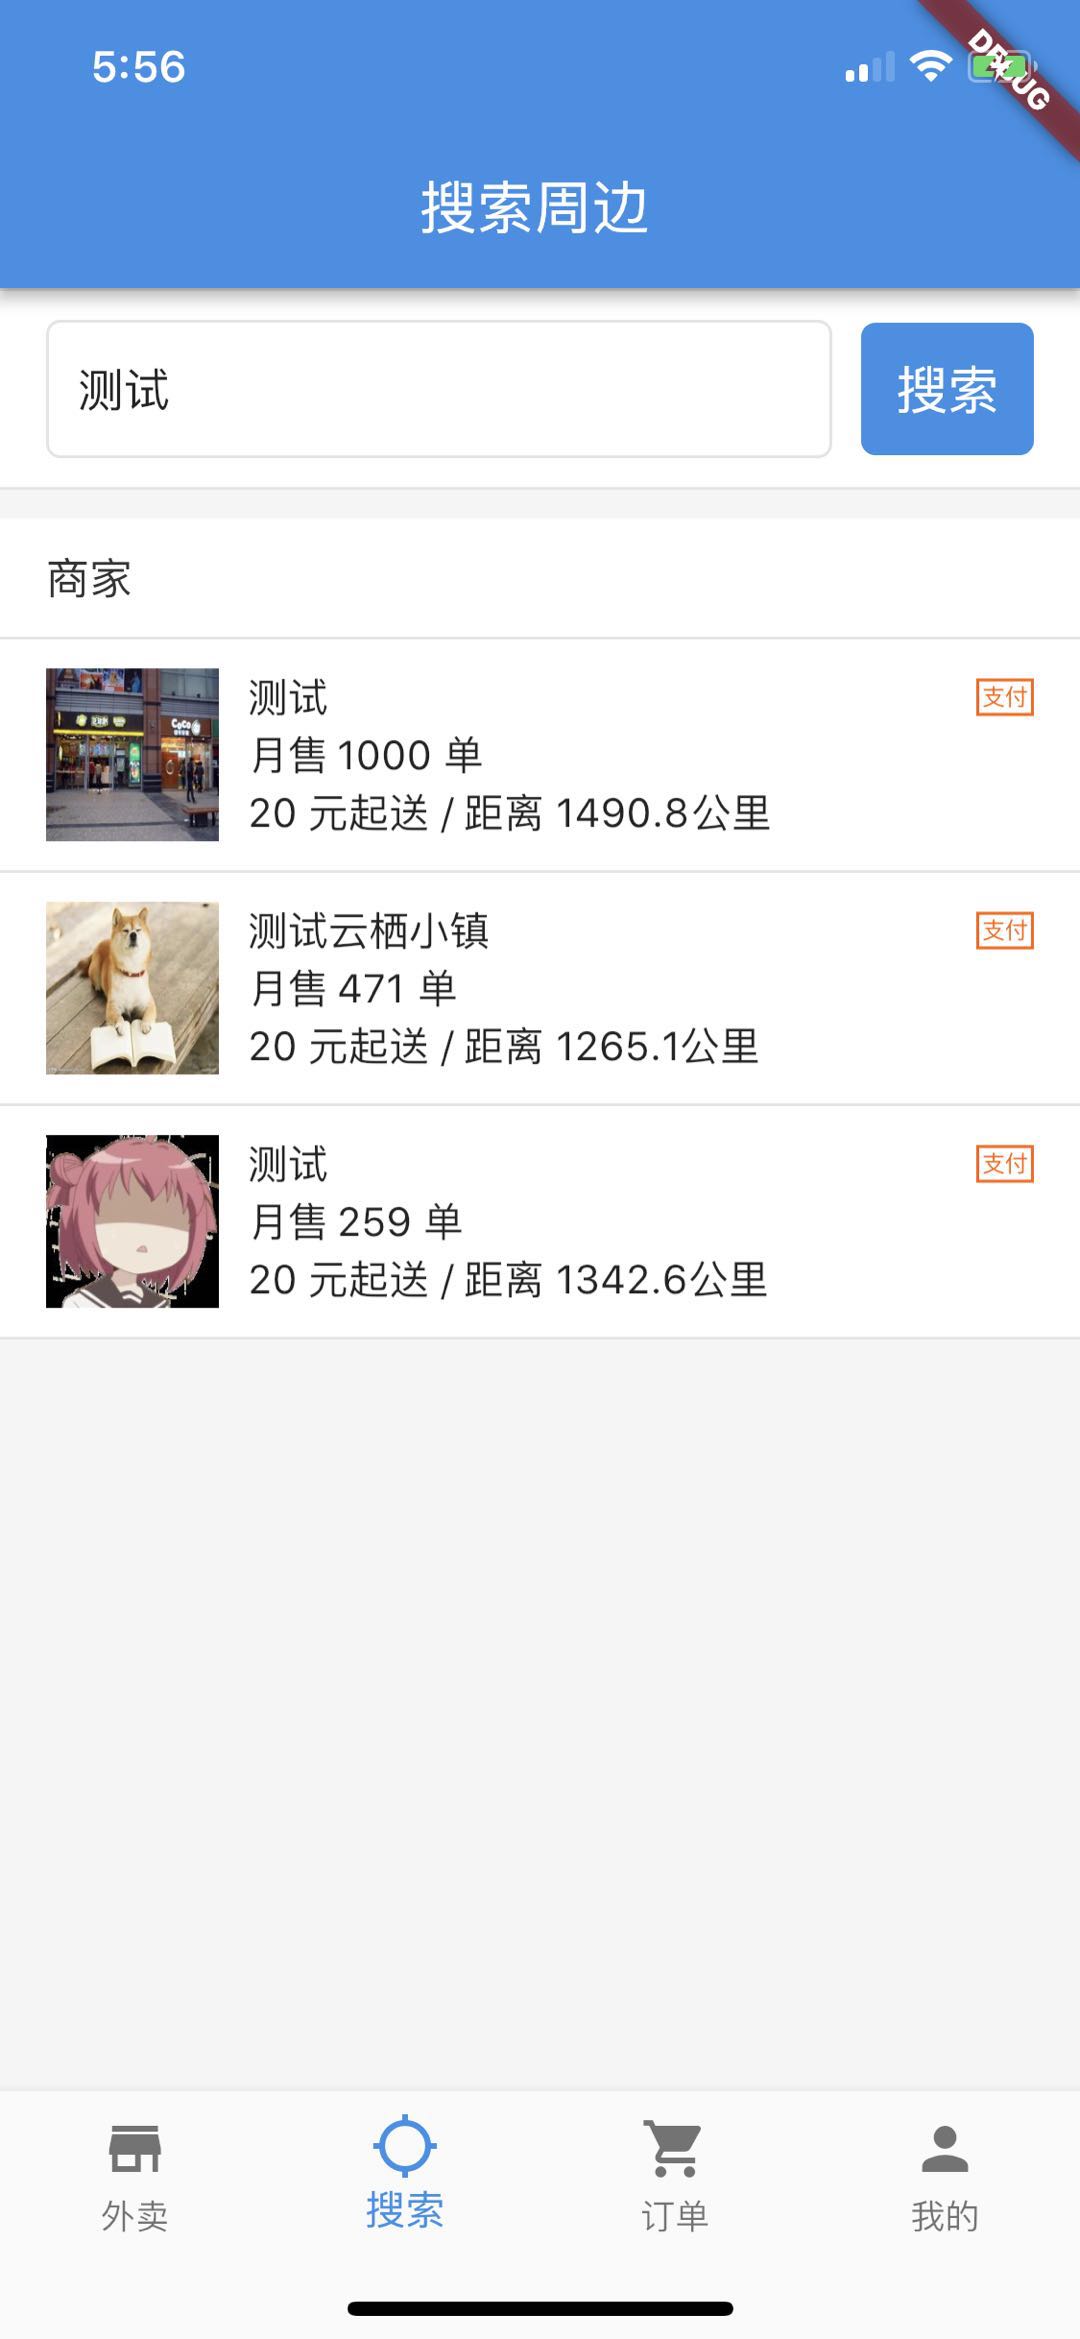 5:56
DEBUG
搜索周边
测试
搜索
商家
测试
支付
月售 1000 单
20 元起送 / 距离 1490.8公里
CoCo
测试云栖小镇
支付
月售 471 单
20 元起送 / 距离 1265.1公里
测试
支付
月售 259 单
20 元起送 / 距离 1342.6公里
外卖
搜索
订单
我的